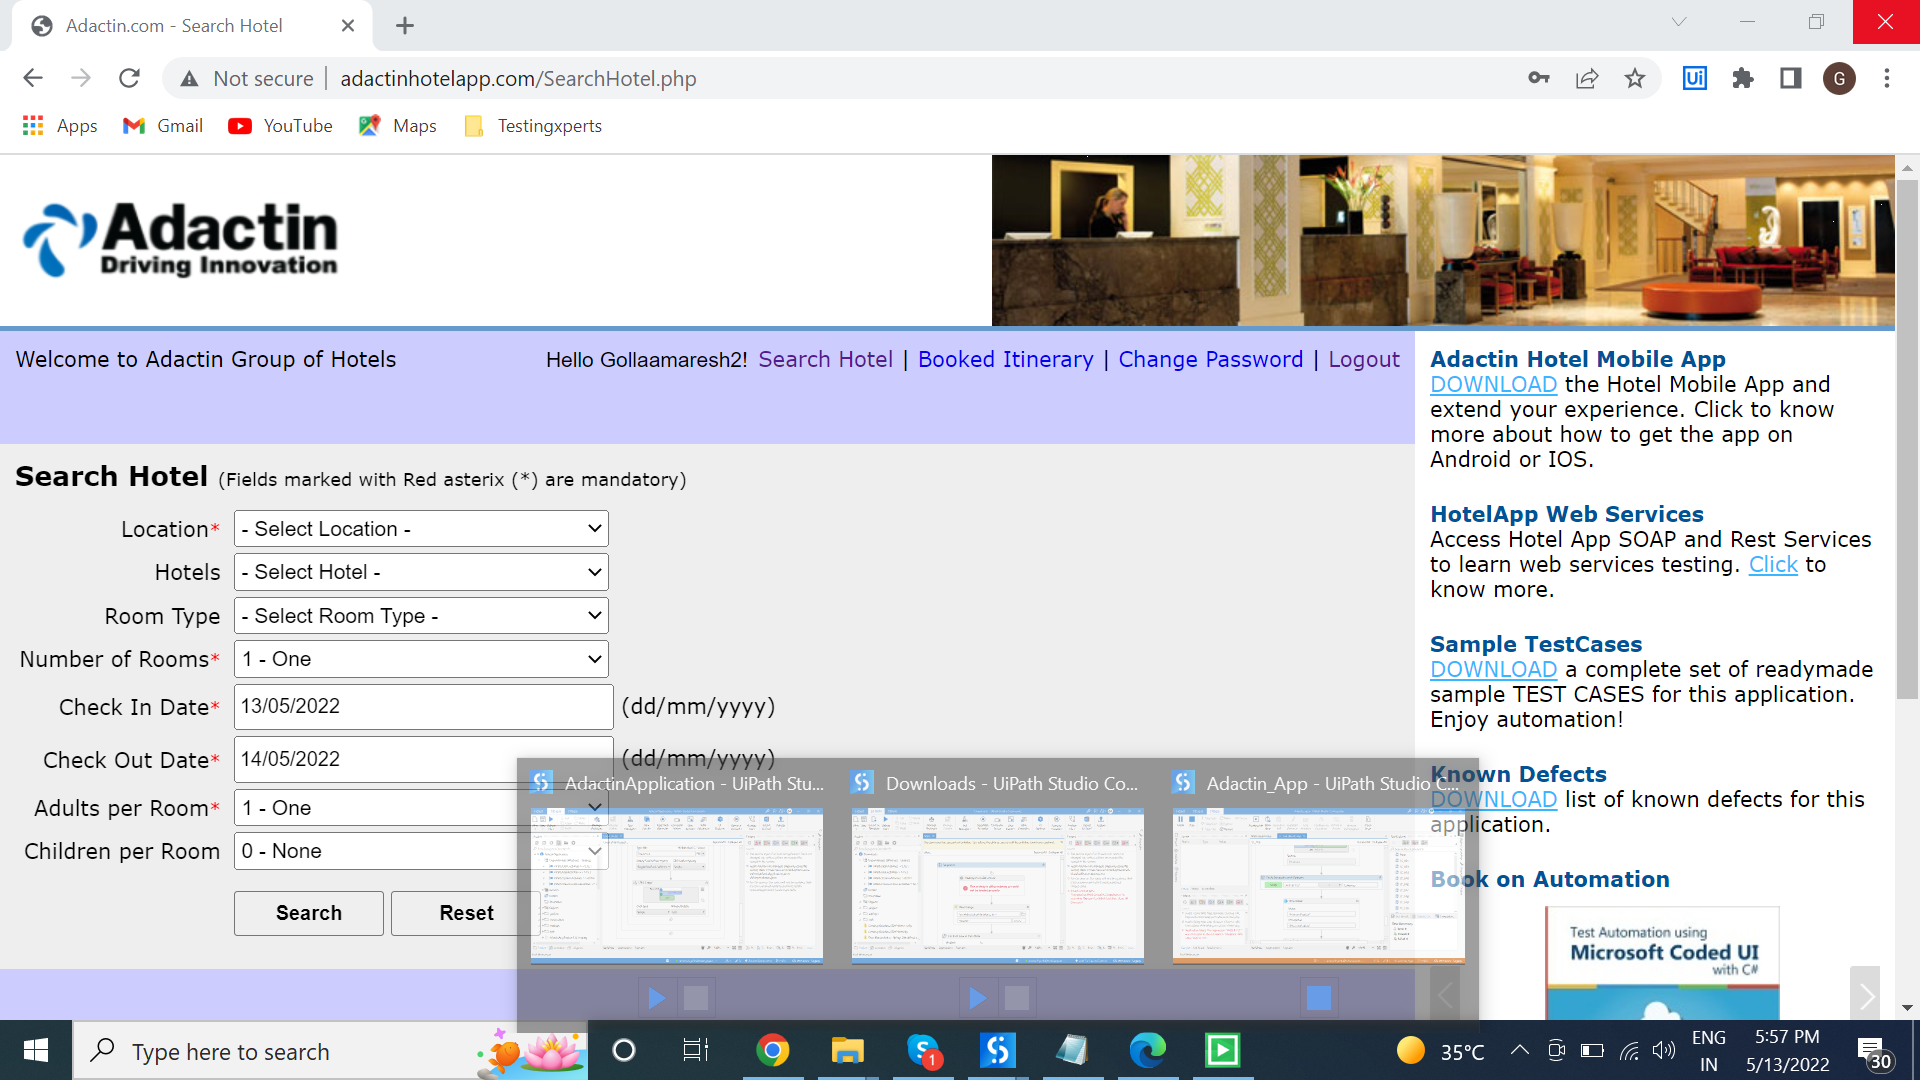 Adactin.com - Search Hotel
Not secure
adactinhotelapp.com/SearchHotel.php
Ui
G
Apps
Gmail
YouTube
Maps
Testingxperts
Adactin
Driving Innovation
Welcome to Adactin Group of Hotels
Hello Gollaamaresh2! Search Hotel | Booked Itinerary | Change Password | Logout
Search Hotel (Fields marked with Red asterix (*) are mandatory)
Location* - Select Location -
Hotels - Select Hotel -
Room Type - Select Room Type -
Number of Rooms* 1 - One
Check In Date* 13/05/2022 (dd/mm/yyyy)
Check Out Date* 14/05/2022 (dd/mm/yyyy)
Adults per Room* 1 - One
Children per Room 0 - None
Search Reset
Adactin Hotel Mobile App
DOWNLOAD the Hotel Mobile App and
extend your experience. Click to know
more about how to get the app on
Android or IOS.
HotelApp Web Services
Access Hotel App SOAP and Rest Services
to learn web services testing. Click to
know more.
Sample TestCases
DOWNLOAD a complete set of readymade
sample TEST CASES for this application.
Enjoy automation!
Known Defects
DOWNLOAD list of known defects for this
application.
Book on Automation
Test Automation using
Microsoft Coded UI
with C#
AdactinApplication - UiPath Stu...
Downloads - UiPath Studio Co...
Adactin_App - UiPath Studio C...
Type here to search
S
1
35°C
ENG
IN
5:57 PM
5/13/2022
30